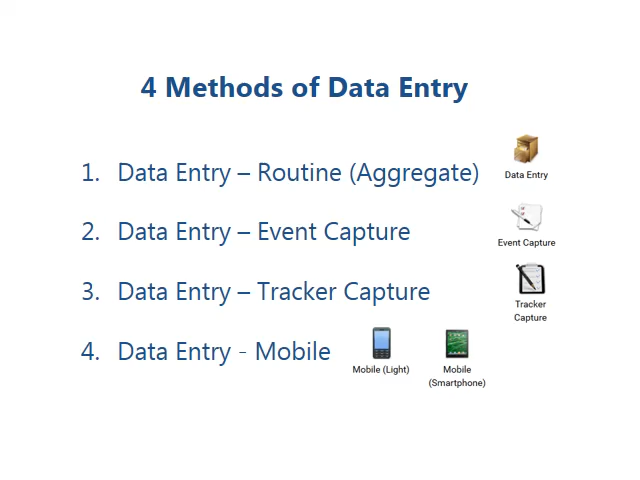 4 Methods of Data Entry
1. Data Entry – Routine (Aggregate)
Data Entry
2. Data Entry – Event Capture
Event Capture
3. Data Entry – Tracker Capture
Tracker
Capture
4. Data Entry - Mobile
Mobile (Light)
Mobile
(Smartphone)